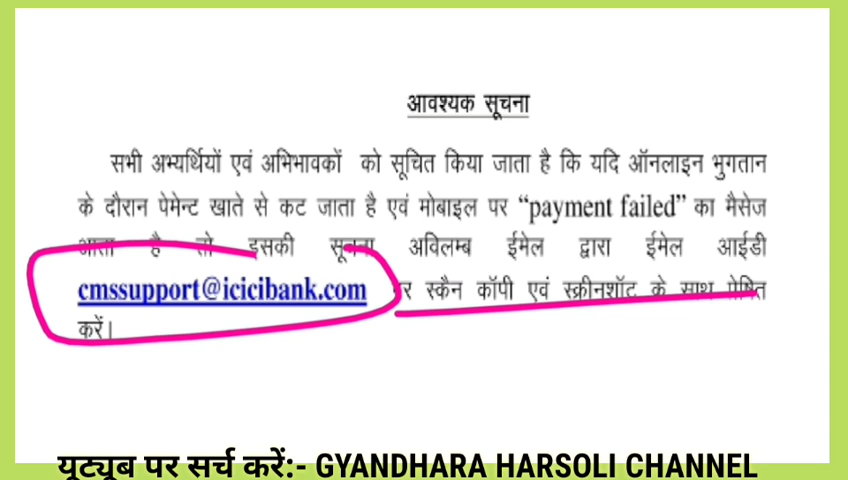 आवश्यक सूचना
सभी अभ्यर्थियों एवं अभिभावकों को सूचित किया जाता है कि यदि ऑनलाइन भुगतान
के दौरान पेमेन्ट खाते से कट जाता है एवं मोबाइल पर “payment failed” का मैसेज
आता है तो इसकी सूचना अविलम्ब ईमेल द्वारा ईमेल आईडी
cmssupport@icicibank.com पर स्कैन कॉपी एवं स्क्रीनशॉट के साथ प्रेषित
करें।
यूट्यूब पर सर्च करें:- GYANDHARA HARSOLI CHANNEL